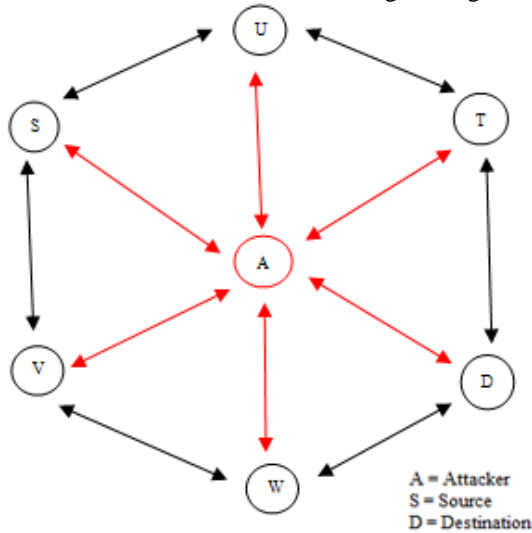 U
S
T
A
V
D
W
A = Attacker
S = Source
D = Destination